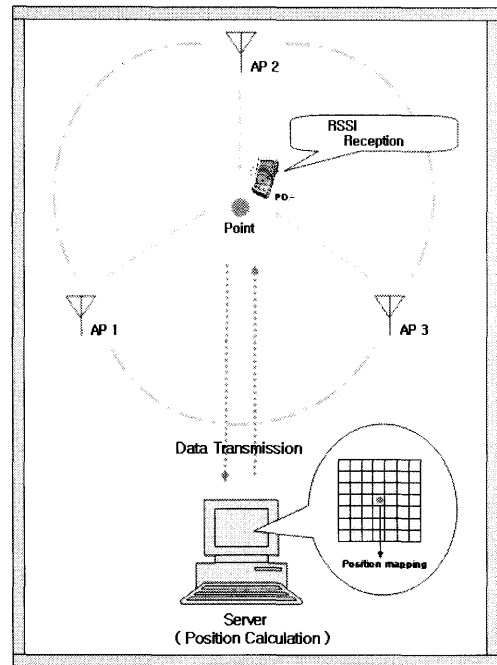 AP 2
RSSI
Reception
Point
AP 1
AP 3
Data Transmission
Position mapping
Server
( Position Calculation )